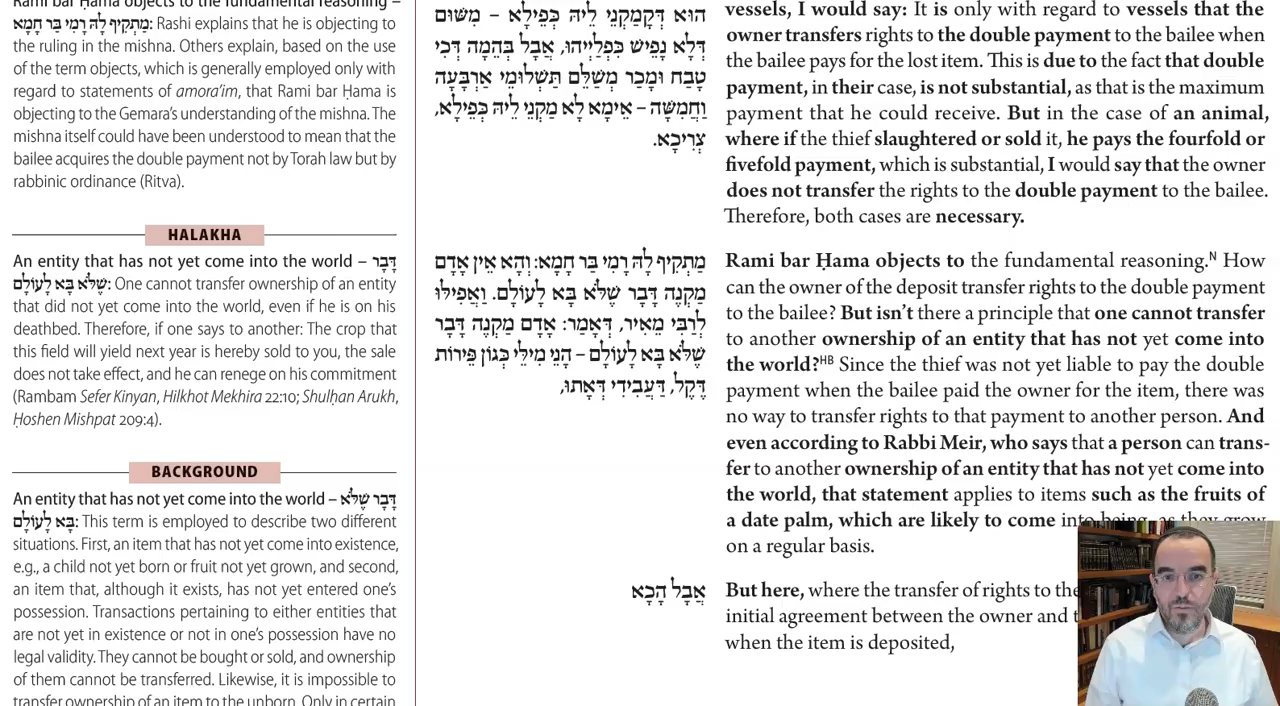 Rami bar Ḥama objects to the fundamental reasoning –
מַתְקֵיף לַהּ רָמֵי בַּר חָמָא: Rashi explains that he is objecting to
the ruling in the mishna. Others explain, based on the use
of the term objects, which is generally employed only with
regard to statements of amora'im, that Rami bar Ḥama is
objecting to the Gemara's understanding of the mishna. The
mishna itself could have been understood to mean that the
bailee acquires the double payment not by Torah law but by
rabbinic ordinance (Ritva).
HALAKHA
An entity that has not yet come into the world – דָּבָר
שֶׁלֹּא בָּא לָעוֹלָם: One cannot transfer ownership of an entity
that did not yet come into the world, even if he is on his
deathbed. Therefore, if one says to another: The crop that
this field will yield next year is hereby sold to you, the sale
does not take effect, and he can renege on his commitment
(Rambam Sefer Kinyan, Hilkhot Mekhira 22:10; Shulḥan Arukh,
Ḥoshen Mishpat 209:4).
BACKGROUND
An entity that has not yet come into the world – דָּבָר שֶׁלֹּא
בָּא לָעוֹלָם: This term is employed to describe two different
situations. First, an item that has not yet come into existence,
e.g., a child not yet born or fruit not yet grown, and second,
an item that, although it exists, has not yet entered one's
possession. Transactions pertaining to either entities that
are not yet in existence or not in one's possession have no
legal validity. They cannot be bought or sold, and ownership
of them cannot be transferred. Likewise, it is impossible to
transfer ownership of an item to the unborn. Only in certain
הוּא דְּקָמַקְנֵי לֵיהּ כְּפֵילָא – מִשּׁוּם
דְּלָא נָפֵישׁ כִּפְלַיְיהוּ, אֲבָל בְּהֵמָה דְּכִי
טָבַח וּמָכַר מְשַׁלֵּם תַּשְׁלוּמֵי אַרְבָּעָה
וַחֲמִשָּׁה – אֵימָא לָא מַקְנֵי לֵיהּ כְּפֵילָא,
צְרִיכָא.
מַתְקֵיף לַהּ רָמֵי בַּר חָמָא: וְהָא אֵין אָדָם
מַקְנֶה דָּבָר שֶׁלֹּא בָּא לָעוֹלָם. וַאֲפִילּוּ
לְרַבִּי מֵאִיר, דְּאָמַר: אָדָם מַקְנֶה דָּבָר
שֶׁלֹּא בָּא לָעוֹלָם – הָנֵי מִילֵּי כְּגוֹן פֵּירוֹת
דֶּקֶל, דַּעֲבִידִי דְּאָתוּ,
אֲבָל הָכָא
vessels, I would say: It is only with regard to vessels that the
owner transfers rights to the double payment to the bailee when
the bailee pays for the lost item. This is due to the fact that double
payment, in their case, is not substantial, as that is the maximum
payment that he could receive. But in the case of an animal,
where if the thief slaughtered or sold it, he pays the fourfold or
fivefold payment, which is substantial, I would say that the owner
does not transfer the rights to the double payment to the bailee.
Therefore, both cases are necessary.
Rami bar Ḥama objects to the fundamental reasoning.N How
can the owner of the deposit transfer rights to the double payment
to the bailee? But isn't there a principle that one cannot transfer
to another ownership of an entity that has not yet come into
the world?HB Since the thief was not yet liable to pay the double
payment when the bailee paid the owner for the item, there was
no way to transfer rights to that payment to another person. And
even according to Rabbi Meir, who says that a person can trans-
fer to another ownership of an entity that has not yet come into
the world, that statement applies to items such as the fruits of
a date palm, which are likely to come into being, as they grow
on a regular basis.
But here, where the transfer of rights to the
initial agreement between the owner and
when the item is deposited,